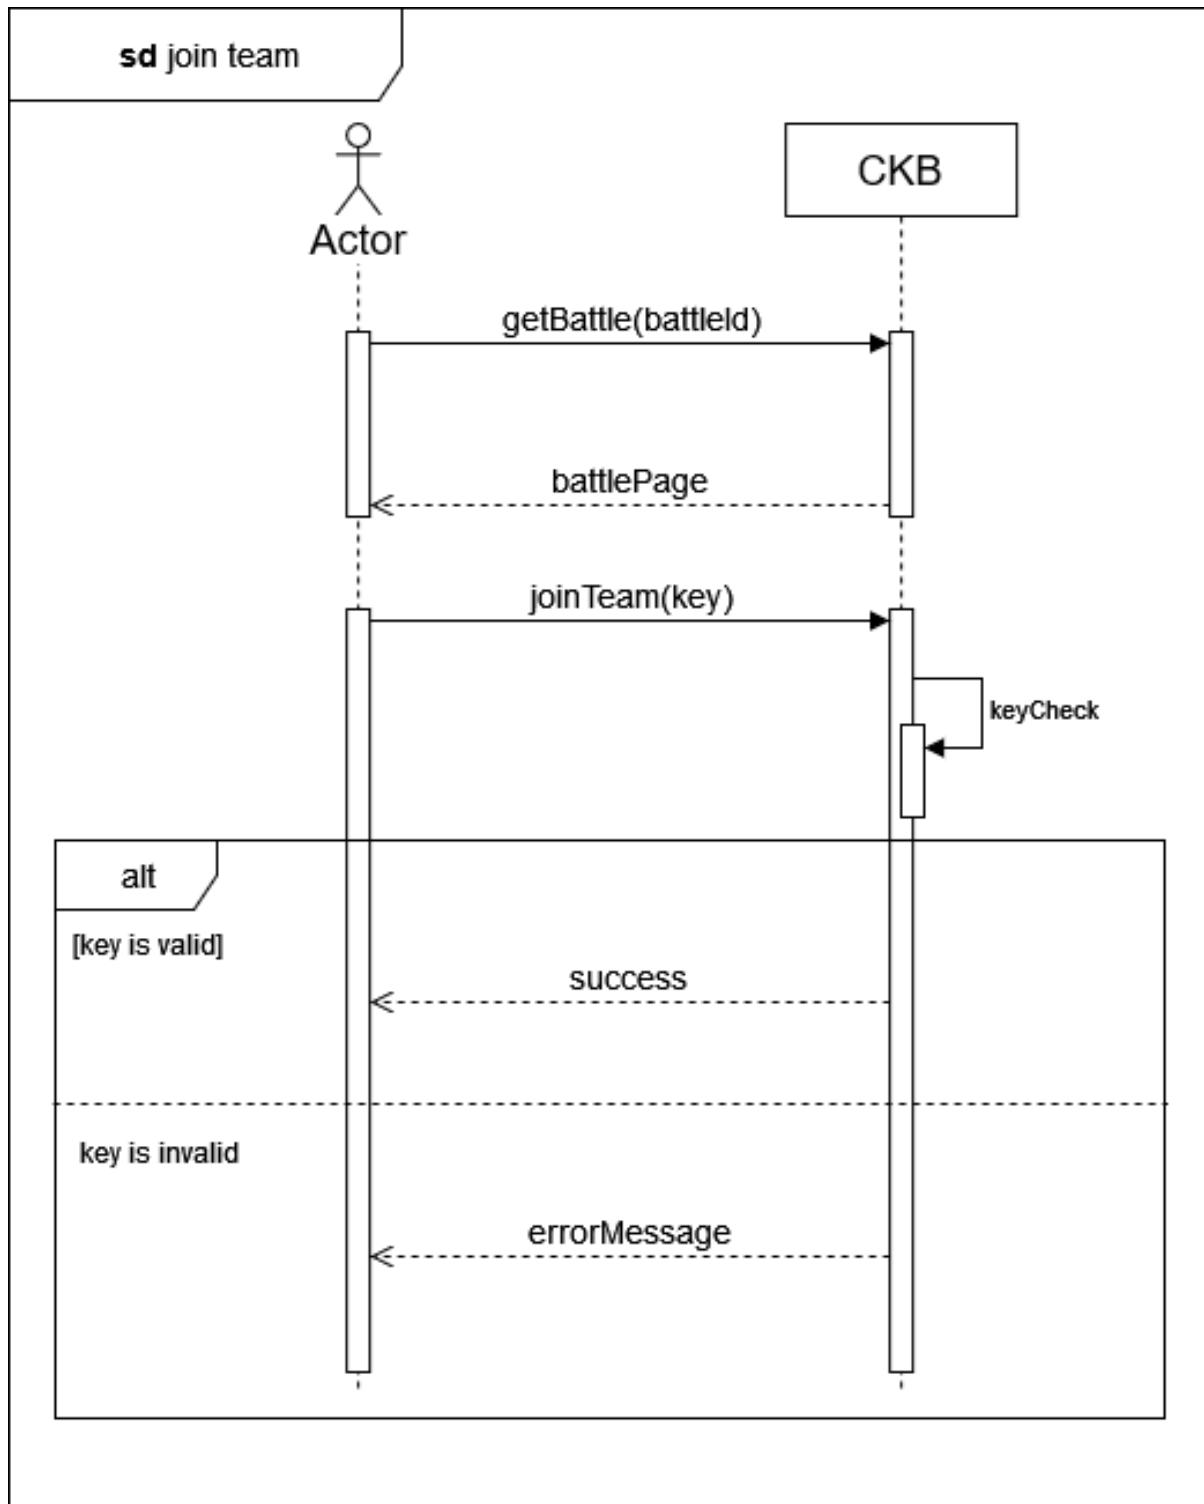 sd join team
Actor
CKB
getBattle(battleId)
battlePage
joinTeam(key)
keyCheck
alt
[key is valid]
success
key is invalid
errorMessage